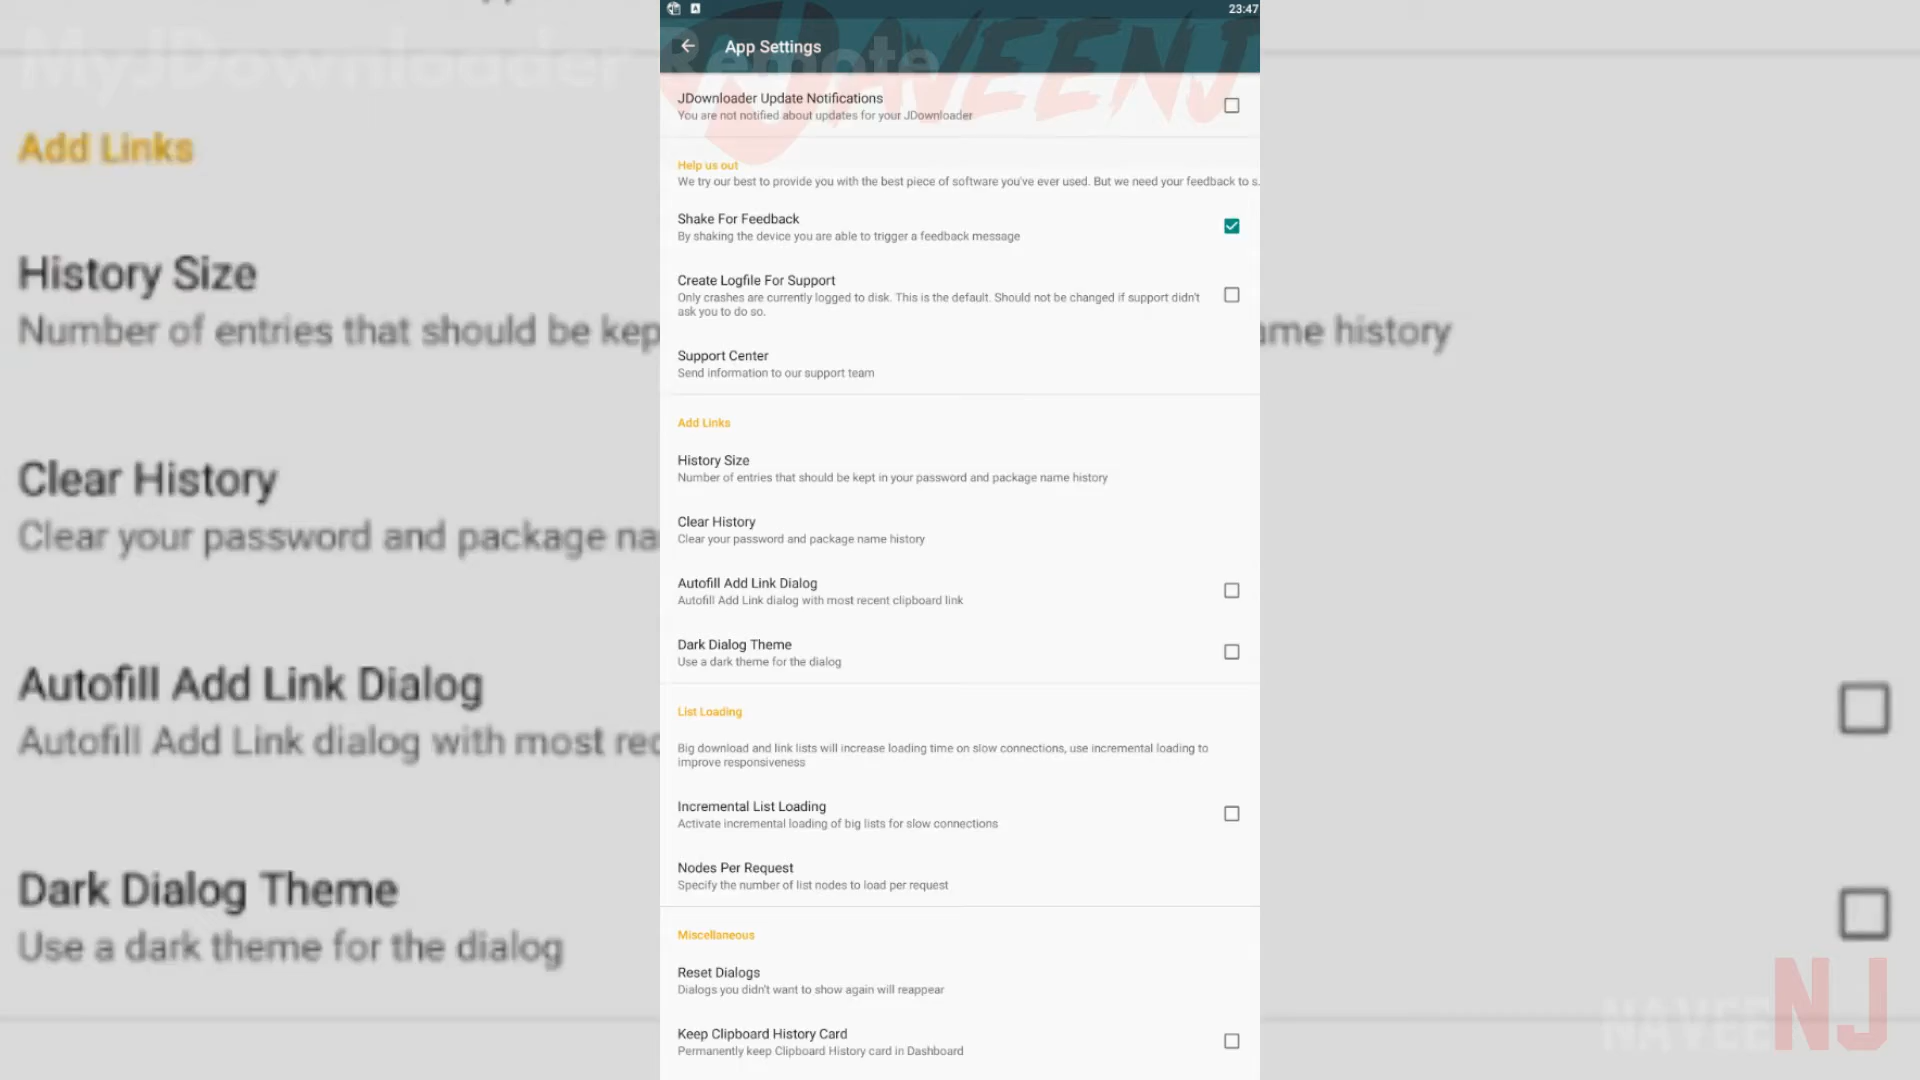 23:47
MyJDownloader Remote
App Settings
JDownloader Update Notifications
You are not notified about updates for your JDownloader
Help us out
We try our best to provide you with the best piece of software you've ever used. But we need your feedback to s.
Shake For Feedback
By shaking the device you are able to trigger a feedback message
Create Logfile For Support
Only crashes are currently logged to disk. This is the default. Should not be changed if support didn't
ask you to do so.
Support Center
Send information to our support team
Add Links
History Size
Number of entries that should be kept in your password and package name history
Clear History
Clear your password and package name history
Autofill Add Link Dialog
Autofill Add Link dialog with most recent clipboard link
Dark Dialog Theme
Use a dark theme for the dialog
List Loading
Big download and link lists will increase loading time on slow connections, use incremental loading to
improve responsiveness
Incremental List Loading
Activate incremental loading of big lists for slow connections
Nodes Per Request
Specify the number of list nodes to load per request
Miscellaneous
Reset Dialogs
Dialogs you didn't want to show again will reappear
Keep Clipboard History Card
Permanently keep Clipboard History card in Dashboard
Add Links
History Size
Number of entries that should be kep
ame history
Clear History
Clear your password and package na
Autofill Add Link Dialog
Autofill Add Link dialog with most rec
Dark Dialog Theme
Use a dark theme for the dialog
NAVEENJ
NAVEENJ